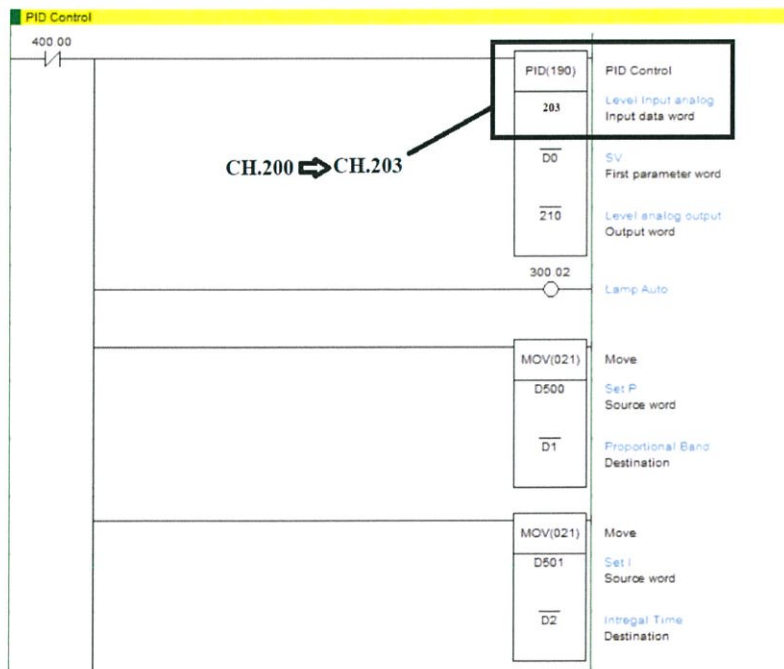 PID Control
400.00
PID(190) PID Control
203 Level Input analog
Input data word
CH.200 CH.203
D0 SV
First parameter word
210 Level analog output
Output word
300.02
Lamp Auto
MOV(021) Move
D500 Set P
Source word
D1 Proportional Band
Destination
MOV(021) Move
D501 Set I
Source word
D2 Intregal Time
Destination